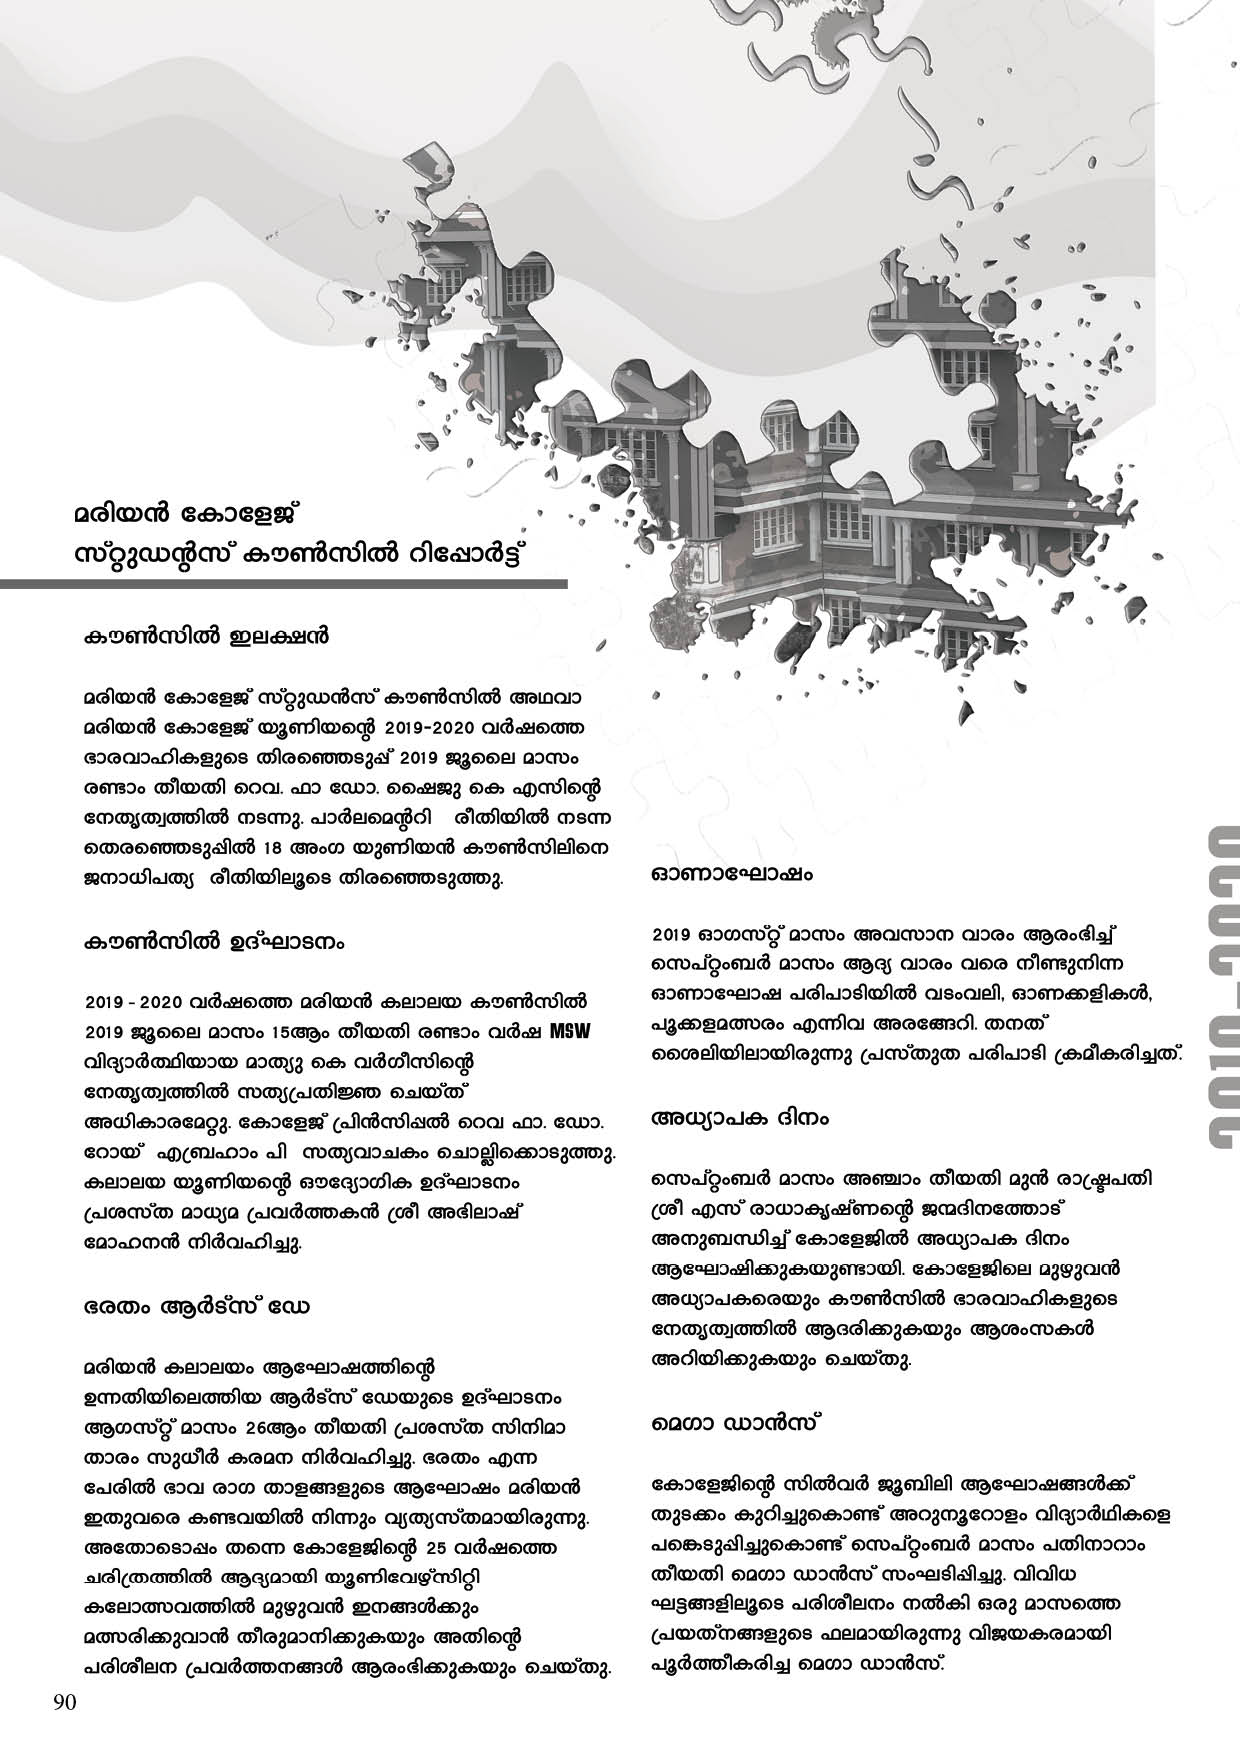 മരിയൻ കോളേജ്
സ്റ്റുഡന്റ്സ് കൗൺസിൽ റിപ്പോർട്ട്
കൗൺസിൽ ഇലക്ഷൻ
മരിയൻ കോളേജ് സ്റ്റുഡൻസ് കൗൺസിൽ അഥവാ
മരിയൻ കോളേജ് യൂണിയന്റെ 2019-2020 വർഷത്തെ
ഭാരവാഹികളുടെ തിരഞ്ഞെടുപ്പ് 2019 ജൂലൈ മാസം
രണ്ടാം തീയതി റെവ. ഫാ ഡോ. ഷൈജു കെ എസിന്റെ
നേതൃത്വത്തിൽ നടന്നു. പാർലമെന്ററി രീതിയിൽ നടന്ന
തെരഞ്ഞെടുപ്പിൽ 18 അംഗ യുണിയൻ കൗൺസിലിനെ
ജനാധിപത്യ രീതിയിലൂടെ തിരഞ്ഞെടുത്തു.
കൗൺസിൽ ഉദ്ഘാടനം
2019 - 2020 വർഷത്തെ മരിയൻ കലാലയ കൗൺസിൽ
2019 ജൂലൈ മാസം 15ആം തീയതി രണ്ടാം വർഷ MSW
വിദ്യാർത്ഥിയായ മാത്യു കെ വർഗീസിന്റെ
നേതൃത്വത്തിൽ സത്യപ്രതിജ്ഞ ചെയ്ത്
അധികാരമേറ്റു. കോളേജ് പ്രിൻസിപ്പൽ റെവ ഫാ. ഡോ.
റോയ് എബ്രഹാം പി സത്യവാചകം ചൊല്ലിക്കൊടുത്തു.
കലാലയ യൂണിയന്റെ ഔദ്യോഗിക ഉദ്ഘാടനം
പ്രശസ്ത മാധ്യമ പ്രവർത്തകൻ ശ്രീ അഭിലാഷ്
മോഹനൻ നിർവഹിച്ചു.
ഭരതം ആർട്സ് ഡേ
മരിയൻ കലാലയം ആഘോഷത്തിന്റെ
ഉന്നതിയിലെത്തിയ ആർട്സ് ഡേയുടെ ഉദ്ഘാടനം
ആഗസ്റ്റ് മാസം 26ആം തീയതി പ്രശസ്ത സിനിമാ
താരം സുധീർ കരമന നിർവഹിച്ചു. ഭരതം എന്ന
പേരിൽ ഭാവ രാഗ താളങ്ങളുടെ ആഘോഷം മരിയൻ
ഇതുവരെ കണ്ടവയിൽ നിന്നും വ്യത്യസ്തമായിരുന്നു.
അതോടൊപ്പം തന്നെ കോളേജിന്റെ 25 വർഷത്തെ
ചരിത്രത്തിൽ ആദ്യമായി യൂണിവേഴ്സിറ്റി
കലോത്സവത്തിൽ മുഴുവൻ ഇനങ്ങൾക്കും
മത്സരിക്കുവാൻ തീരുമാനിക്കുകയും അതിന്റെ
പരിശീലന പ്രവർത്തനങ്ങൾ ആരംഭിക്കുകയും ചെയ്തു.
ഓണാഘോഷം
2019 ഓഗസ്റ്റ് മാസം അവസാന വാരം ആരംഭിച്ച്
സെപ്റ്റംബർ മാസം ആദ്യ വാരം വരെ നീണ്ടുനിന്ന
ഓണാഘോഷ പരിപാടിയിൽ വടംവലി, ഓണക്കളികൾ,
പൂക്കളമത്സരം എന്നിവ അരങ്ങേറി. തനത്
ശൈലിയിലായിരുന്നു പ്രസ്തുത പരിപാടി ക്രമീകരിച്ചത്.
അധ്യാപക ദിനം
സെപ്റ്റംബർ മാസം അഞ്ചാം തീയതി മുൻ രാഷ്ട്രപതി
ശ്രീ എസ് രാധാകൃഷ്ണന്റെ ജന്മദിനത്തോട്
അനുബന്ധിച്ച് കോളേജിൽ അധ്യാപക ദിനം
ആഘോഷിക്കുകയുണ്ടായി. കോളേജിലെ മുഴുവൻ
അധ്യാപകരെയും കൗൺസിൽ ഭാരവാഹികളുടെ
നേതൃത്വത്തിൽ ആദരിക്കുകയും ആശംസകൾ
അറിയിക്കുകയും ചെയ്തു.
മെഗാ ഡാൻസ്
കോളേജിന്റെ സിൽവർ ജൂബിലി ആഘോഷങ്ങൾക്ക്
തുടക്കം കുറിച്ചുകൊണ്ട് അറുനൂറോളം വിദ്യാർഥികളെ
പങ്കെടുപ്പിച്ചുകൊണ്ട് സെപ്റ്റംബർ മാസം പതിനാറാം
തീയതി മെഗാ ഡാൻസ് സംഘടിപ്പിച്ചു. വിവിധ
ഘട്ടങ്ങളിലൂടെ പരിശീലനം നൽകി ഒരു മാസത്തെ
പ്രയത്നങ്ങളുടെ ഫലമായിരുന്നു വിജയകരമായി
പൂർത്തീകരിച്ച മെഗാ ഡാൻസ്.
2019-2020
90